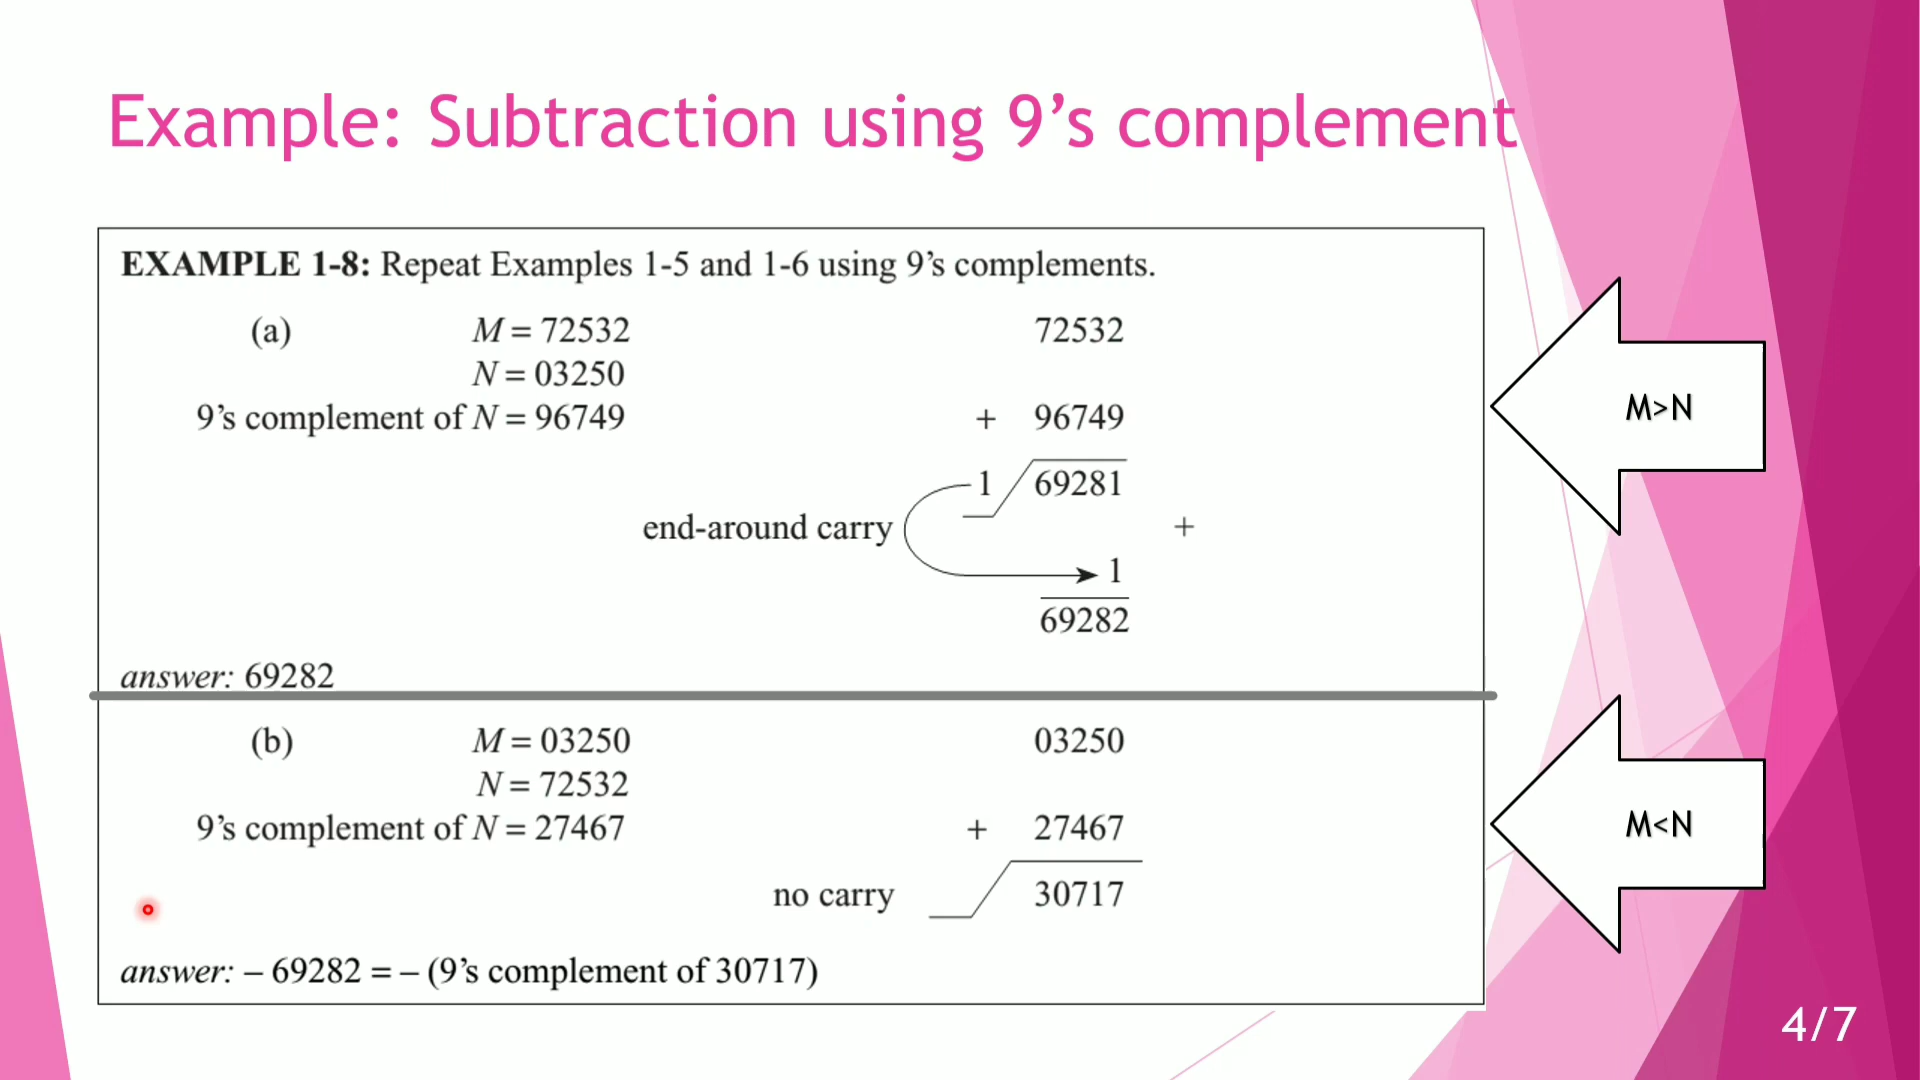 Example: Subtraction using 9’s complement
EXAMPLE 1-8: Repeat Examples 1-5 and 1-6 using 9’s complements.
(a) M = 72532 72532
N = 03250
9’s complement of N = 96749 + 96749
1 69281
end-around carry +
1
69282
answer: 69282
M>N
(b) M = 03250 03250
N = 72532
9’s complement of N = 27467 + 27467
no carry 30717
answer: – 69282 = – (9’s complement of 30717)
M<N
4/7